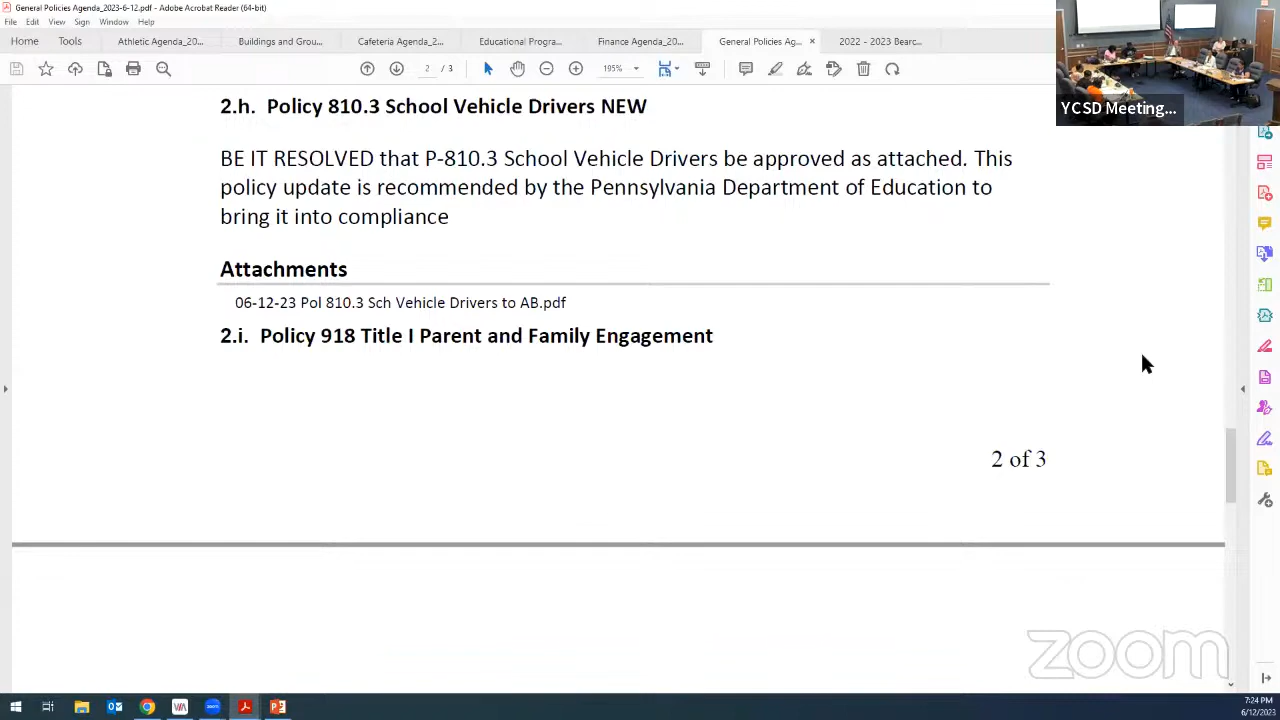 General Policies Agenda_2023-6-12.pdf - Adobe Acrobat Reader (64-bit)
File Edit View Sign Window Help
Home Tools Athletic Agenda_20... Buildings and Grou... Cafeteria Agenda_2... Educational Progra... Finance Agenda_20... General Policies Ag... × 2022 - 2023 Bearc...
2 / 3 195%
YCSD Meeting...
2.h. Policy 810.3 School Vehicle Drivers NEW
BE IT RESOLVED that P-810.3 School Vehicle Drivers be approved as attached. This
policy update is recommended by the Pennsylvania Department of Education to
bring it into compliance
Attachments
06-12-23 Pol 810.3 Sch Vehicle Drivers to AB.pdf
2.i. Policy 918 Title I Parent and Family Engagement
2 of 3
zoom
7:24 PM
6/12/2023